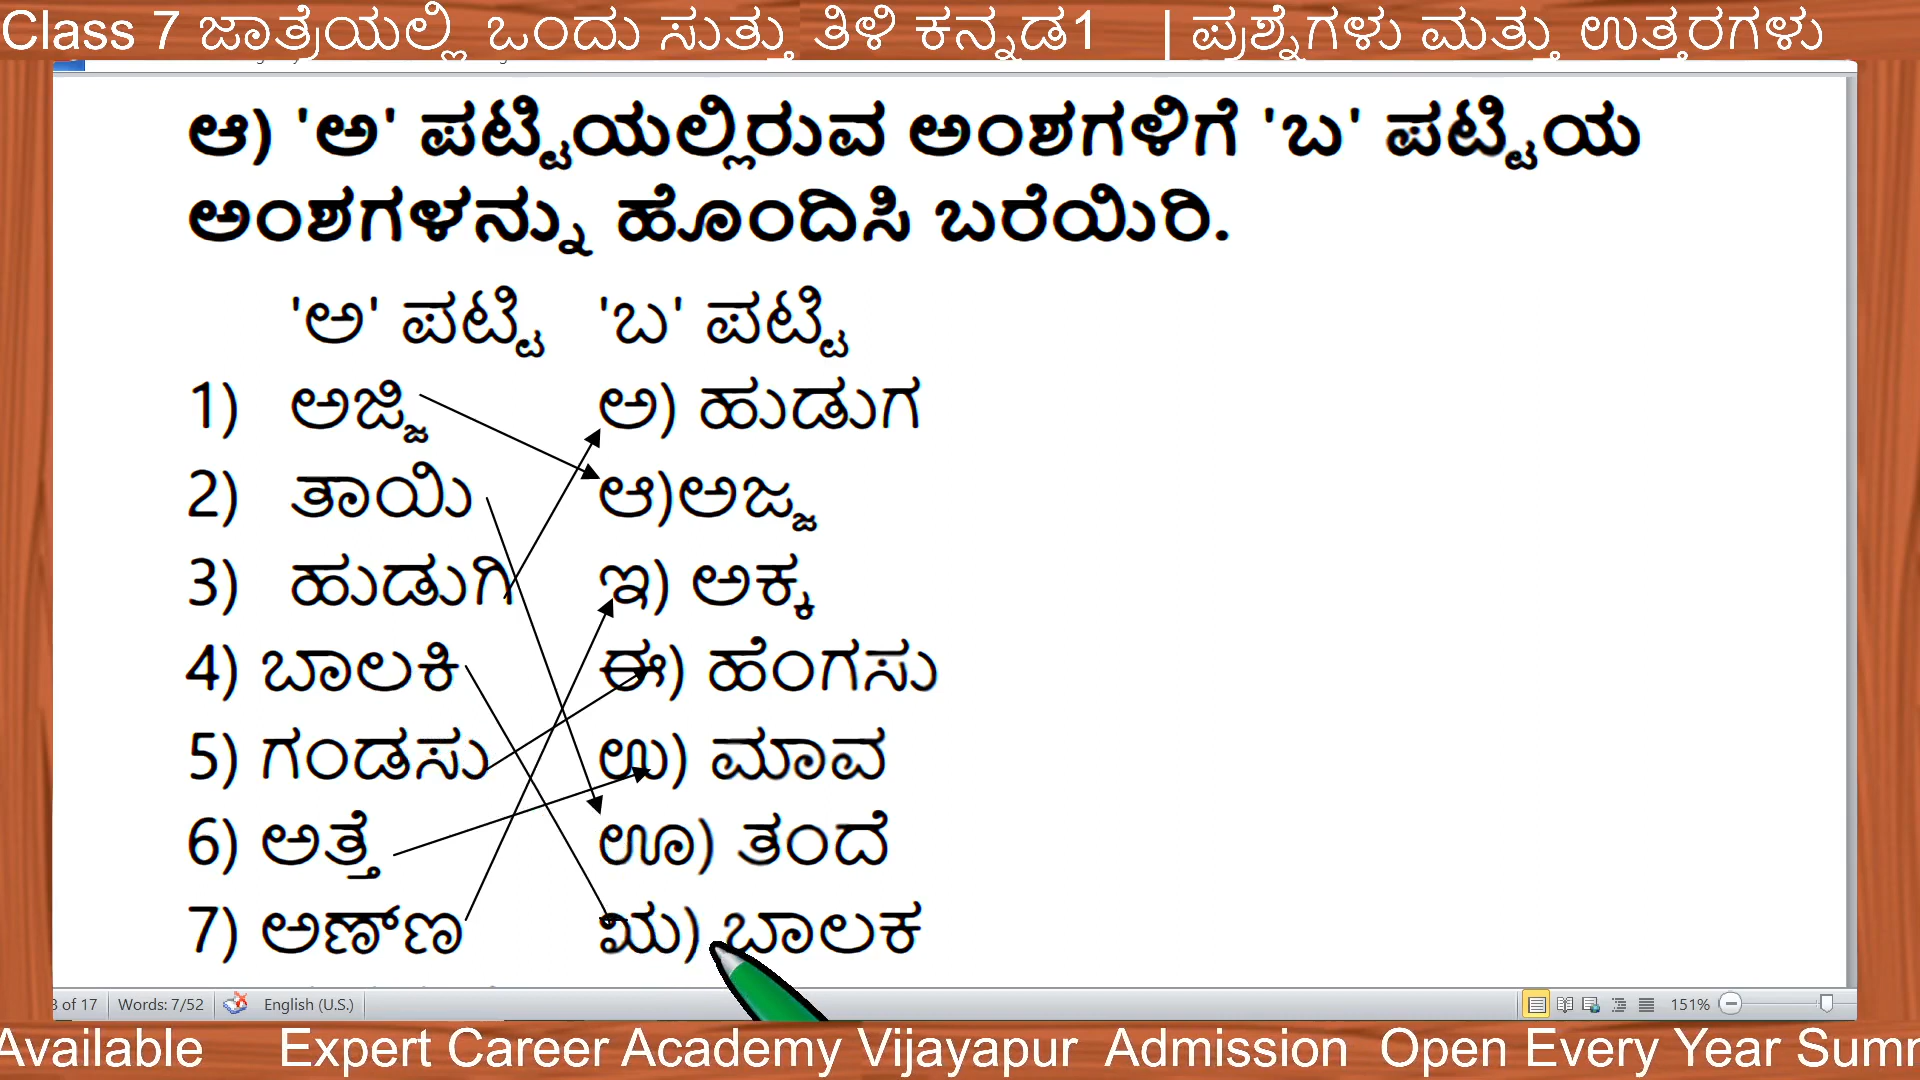 Class 7 ಜಾತ್ರೆಯಲ್ಲಿ ಒಂದು ಸುತ್ತು ತಿಳಿ ಕನ್ನಡ1 | ಪ್ರಶ್ನೆಗಳು ಮತ್ತು ಉತ್ತರಗಳು
ಆ) 'ಅ' ಪಟ್ಟಿಯಲ್ಲಿರುವ ಅಂಶಗಳಿಗೆ 'ಬ' ಪಟ್ಟಿಯ
ಅಂಶಗಳನ್ನು ಹೊಂದಿಸಿ ಬರೆಯಿರಿ.
'ಅ' ಪಟ್ಟಿ 'ಬ' ಪಟ್ಟಿ
1) ಅಜ್ಜಿ ಅ) ಹುಡುಗ
2) ತಾಯಿ ಆ)ಅಜ್ಜ
3) ಹುಡುಗಿ ಇ) ಅಕ್ಕ
4) ಬಾಲಕಿ ಈ) ಹೆಂಗಸು
5) ಗಂಡಸು ಉ) ಮಾವ
6) ಅತ್ತೆ ಊ) ತಂದೆ
7) ಅಣ್‌ಣ ಋ) ಬಾಲಕ
of 17 Words: 7/52 English (U.S.) 151%
Available Expert Career Academy Vijayapur Admission Open Every Year